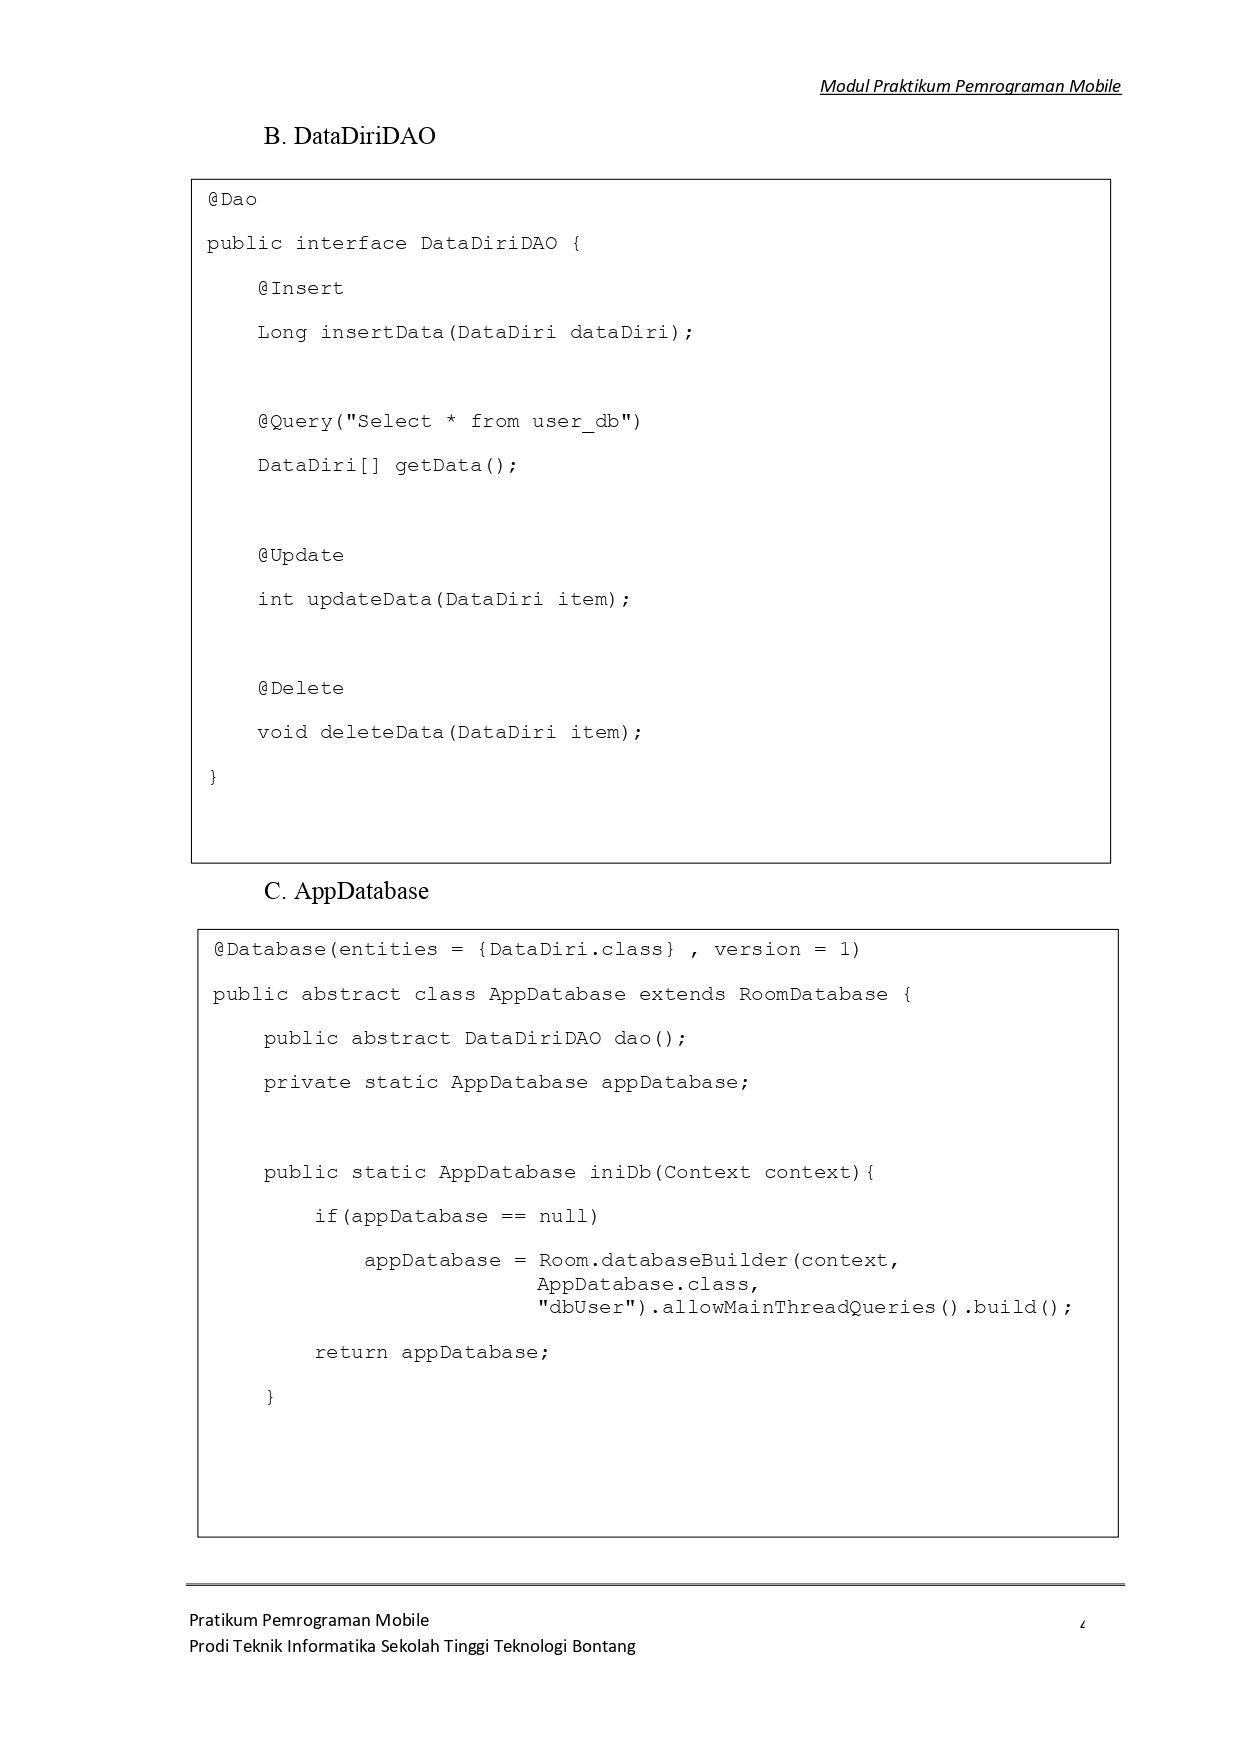 Modul Praktikum Pemrograman Mobile
B. DataDiriDAO
@Dao
public interface DataDiriDAO {
@Insert
Long insertData(DataDiri dataDiri);
@Query("Select * from user_db")
DataDiri[] getData();
@Update
int updateData(DataDiri item);
@Delete
void deleteData(DataDiri item);
}
C. AppDatabase
@Database(entities = {DataDiri.class} , version = 1)
public abstract class AppDatabase extends RoomDatabase {
public abstract DataDiriDAO dao();
private static AppDatabase appDatabase;
public static AppDatabase iniDb(Context context){
if(appDatabase == null)
appDatabase = Room.databaseBuilder(context,
AppDatabase.class,
"dbUser").allowMainThreadQueries().build();
return appDatabase;
}
Pratikum Pemrograman Mobile
Prodi Teknik Informatika Sekolah Tinggi Teknologi Bontang